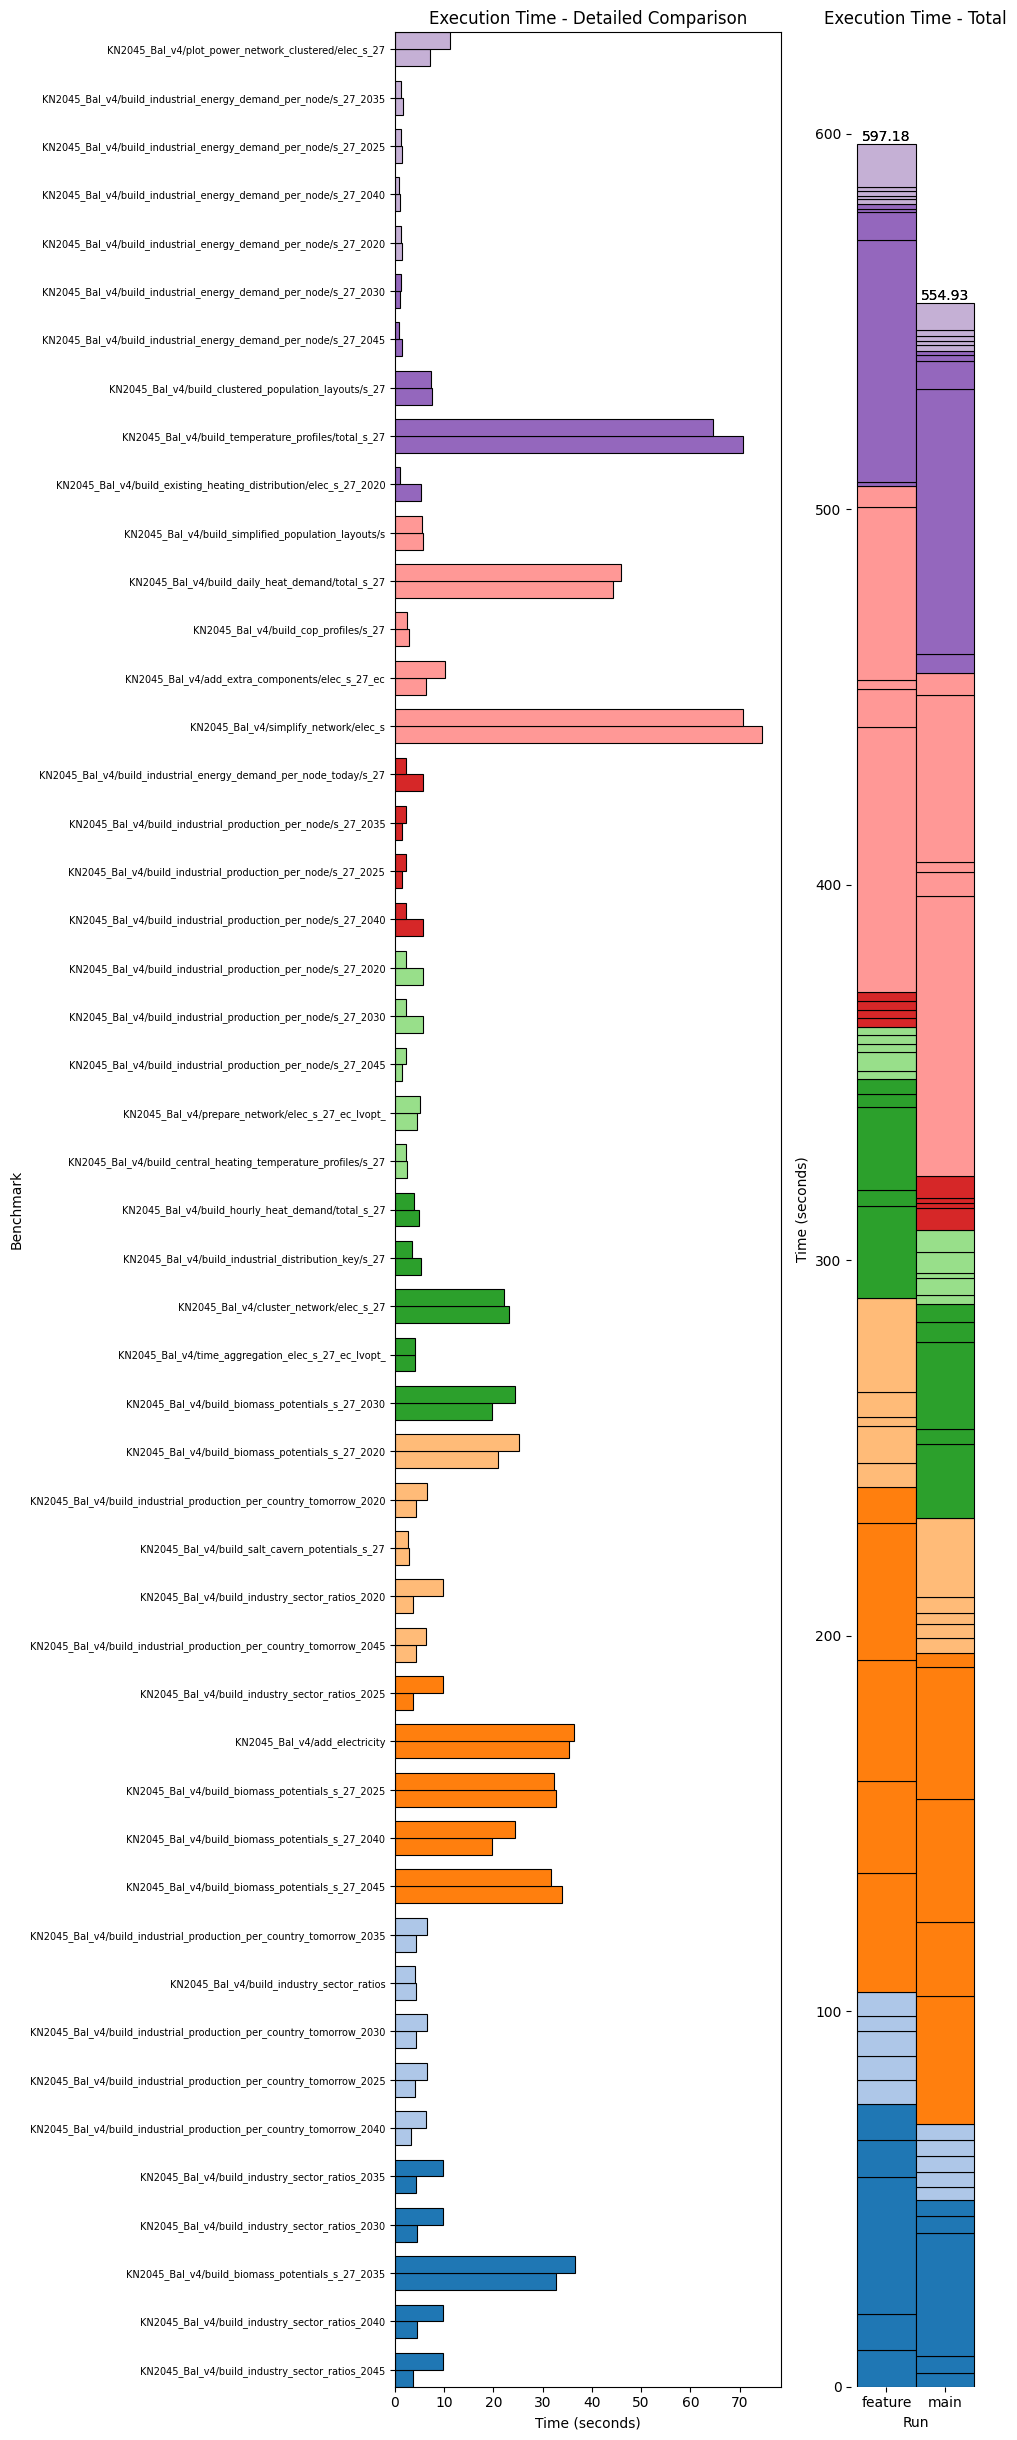 Execution Time - Detailed Comparison
Execution Time - Total
KN2045_Bal_v4/plot_power_network_clustered/elec_s_27
KN2045_Bal_v4/build_industrial_energy_demand_per_node/s_27_2035
KN2045_Bal_v4/build_industrial_energy_demand_per_node/s_27_2025
KN2045_Bal_v4/build_industrial_energy_demand_per_node/s_27_2040
KN2045_Bal_v4/build_industrial_energy_demand_per_node/s_27_2020
KN2045_Bal_v4/build_industrial_energy_demand_per_node/s_27_2030
KN2045_Bal_v4/build_industrial_energy_demand_per_node/s_27_2045
KN2045_Bal_v4/build_clustered_population_layouts/s_27
KN2045_Bal_v4/build_temperature_profiles/total_s_27
KN2045_Bal_v4/build_existing_heating_distribution/elec_s_27_2020
KN2045_Bal_v4/build_simplified_population_layouts/s
KN2045_Bal_v4/build_daily_heat_demand/total_s_27
KN2045_Bal_v4/build_cop_profiles/s_27
KN2045_Bal_v4/add_extra_components/elec_s_27_ec
KN2045_Bal_v4/simplify_network/elec_s
KN2045_Bal_v4/build_industrial_energy_demand_per_node_today/s_27
KN2045_Bal_v4/build_industrial_production_per_node/s_27_2035
KN2045_Bal_v4/build_industrial_production_per_node/s_27_2025
KN2045_Bal_v4/build_industrial_production_per_node/s_27_2040
KN2045_Bal_v4/build_industrial_production_per_node/s_27_2020
KN2045_Bal_v4/build_industrial_production_per_node/s_27_2030
KN2045_Bal_v4/build_industrial_production_per_node/s_27_2045
KN2045_Bal_v4/prepare_network/elec_s_27_ec_lvopt_
KN2045_Bal_v4/build_central_heating_temperature_profiles/s_27
KN2045_Bal_v4/build_hourly_heat_demand/total_s_27
KN2045_Bal_v4/build_industrial_distribution_key/s_27
KN2045_Bal_v4/cluster_network/elec_s_27
KN2045_Bal_v4/time_aggregation_elec_s_27_ec_lvopt_
KN2045_Bal_v4/build_biomass_potentials_s_27_2030
KN2045_Bal_v4/build_biomass_potentials_s_27_2020
KN2045_Bal_v4/build_industrial_production_per_country_tomorrow_2020
KN2045_Bal_v4/build_salt_cavern_potentials_s_27
KN2045_Bal_v4/build_industry_sector_ratios_2020
KN2045_Bal_v4/build_industrial_production_per_country_tomorrow_2045
KN2045_Bal_v4/build_industry_sector_ratios_2025
KN2045_Bal_v4/add_electricity
KN2045_Bal_v4/build_biomass_potentials_s_27_2025
KN2045_Bal_v4/build_biomass_potentials_s_27_2040
KN2045_Bal_v4/build_biomass_potentials_s_27_2045
KN2045_Bal_v4/build_industrial_production_per_country_tomorrow_2035
KN2045_Bal_v4/build_industry_sector_ratios
KN2045_Bal_v4/build_industrial_production_per_country_tomorrow_2030
KN2045_Bal_v4/build_industrial_production_per_country_tomorrow_2025
KN2045_Bal_v4/build_industrial_production_per_country_tomorrow_2040
KN2045_Bal_v4/build_industry_sector_ratios_2035
KN2045_Bal_v4/build_industry_sector_ratios_2030
KN2045_Bal_v4/build_biomass_potentials_s_27_2035
KN2045_Bal_v4/build_industry_sector_ratios_2040
KN2045_Bal_v4/build_industry_sector_ratios_2045
Benchmark
0 10 20 30 40 50 60 70
Time (seconds)
Time (seconds)
600
500
400
300
200
100
0
597.18
554.93
feature main
Run